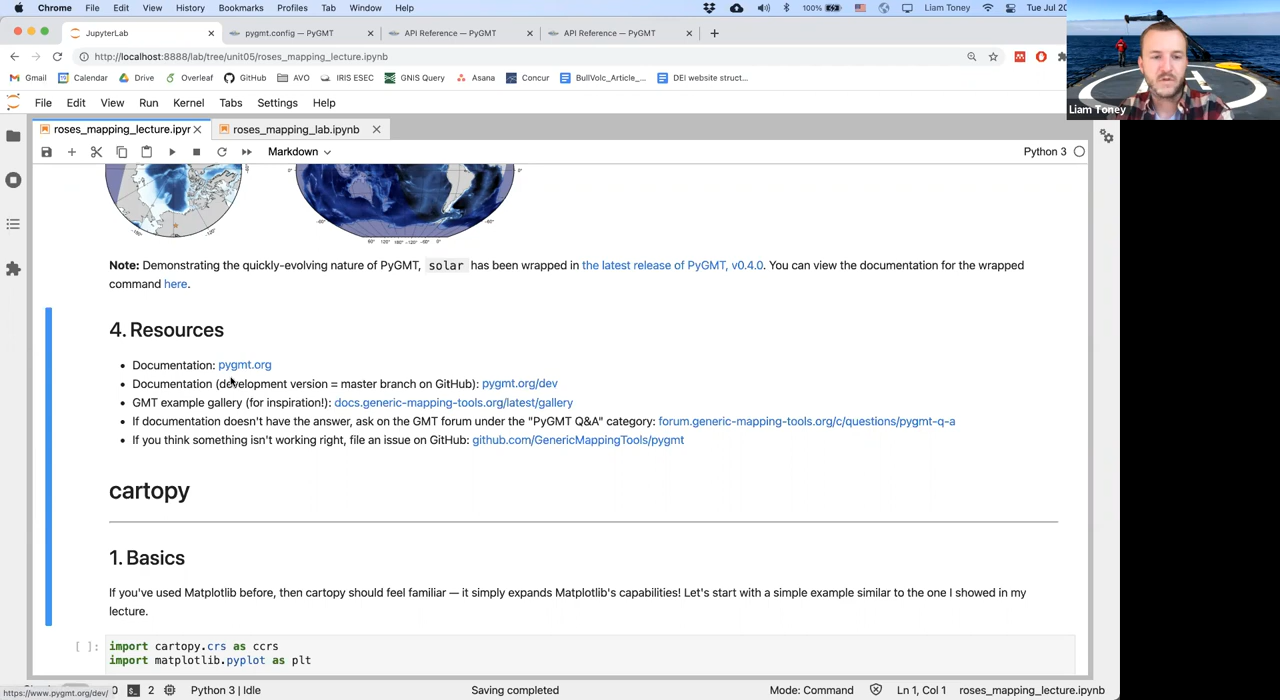 Chrome File Edit View History Bookmarks Profiles Tab Window Help 100% Liam Toney Tue Jul 20
JupyterLab pygmt.config — PyGMT API Reference — PyGMT API Reference — PyGMT
http://localhost:8888/lab/tree/unit05/roses_mapping_lecture.ipynb
Gmail Calendar Drive Overleaf GitHub AVO IRIS ESEC GNIS Query Asana Concur BullVolc_Article_... DEI website struct...
Liam Toney
File Edit View Run Kernel Tabs Settings Help
roses_mapping_lecture.ipyr roses_mapping_lab.ipynb
Markdown Python 3
Note: Demonstrating the quickly-evolving nature of PyGMT, solar has been wrapped in the latest release of PyGMT, v0.4.0. You can view the documentation for the wrapped
command here.
4. Resources
• Documentation: pygmt.org
• Documentation (development version = master branch on GitHub): pygmt.org/dev
• GMT example gallery (for inspiration!): docs.generic-mapping-tools.org/latest/gallery
• If documentation doesn't have the answer, ask on the GMT forum under the "PyGMT Q&A" category: forum.generic-mapping-tools.org/c/questions/pygmt-q-a
• If you think something isn't working right, file an issue on GitHub: github.com/GenericMappingTools/pygmt
cartopy
1. Basics
If you've used Matplotlib before, then cartopy should feel familiar — it simply expands Matplotlib's capabilities! Let's start with a simple example similar to the one I showed in my
lecture.
[ ]: import cartopy.crs as ccrs
import matplotlib.pyplot as plt
https://www.pygmt.org/dev/ 0 2 Python 3 | Idle Saving completed Mode: Command Ln 1, Col 1 roses_mapping_lecture.ipynb